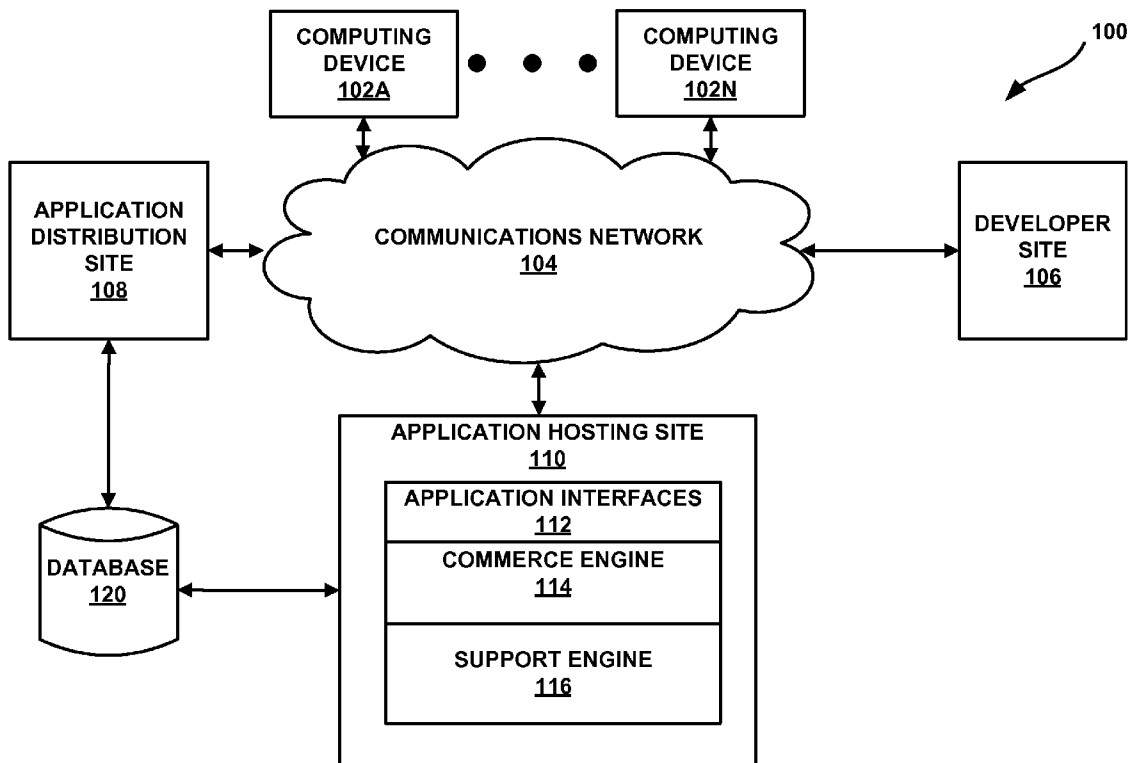 COMPUTING
DEVICE
102A
COMPUTING
DEVICE
102N
100
APPLICATION
DISTRIBUTION
SITE
108
COMMUNICATIONS NETWORK
104
DEVELOPER
SITE
106
APPLICATION HOSTING SITE
110
APPLICATION INTERFACES
112
COMMERCE ENGINE
114
SUPPORT ENGINE
116
DATABASE
120